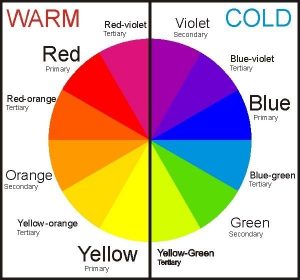 WARM
COLD
Red-violet
Tertiary
Violet
Secondary
Red
Primary
Blue-violet
Tertiary
Red-orange
Tertiary
Blue
Primary
Orange
Secondary
Blue-green
Tertiary
Yellow-orange
Tertiary
Green
Secondary
Yellow
Primary
Yellow-Green
Tertiary